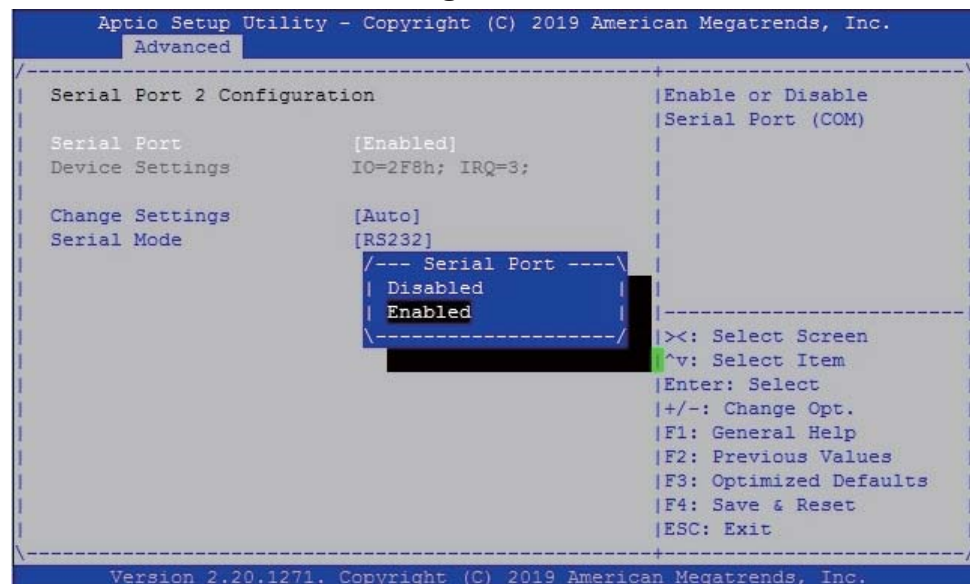 Aptio Setup Utility - Copyright (C) 2019 American Megatrends, Inc.
Advanced
Serial Port 2 Configuration
Serial Port [Enabled]
Device Settings IO=2F8h; IRQ=3;
Change Settings [Auto]
Serial Mode [RS232]
/--- Serial Port ----\
Disabled
Enabled
Enable or Disable
Serial Port (COM)
><: Select Screen
^v: Select Item
Enter: Select
+/-: Change Opt.
F1: General Help
F2: Previous Values
F3: Optimized Defaults
F4: Save & Reset
ESC: Exit
Version 2.20.1271. Copyright (C) 2019 American Megatrends, Inc.